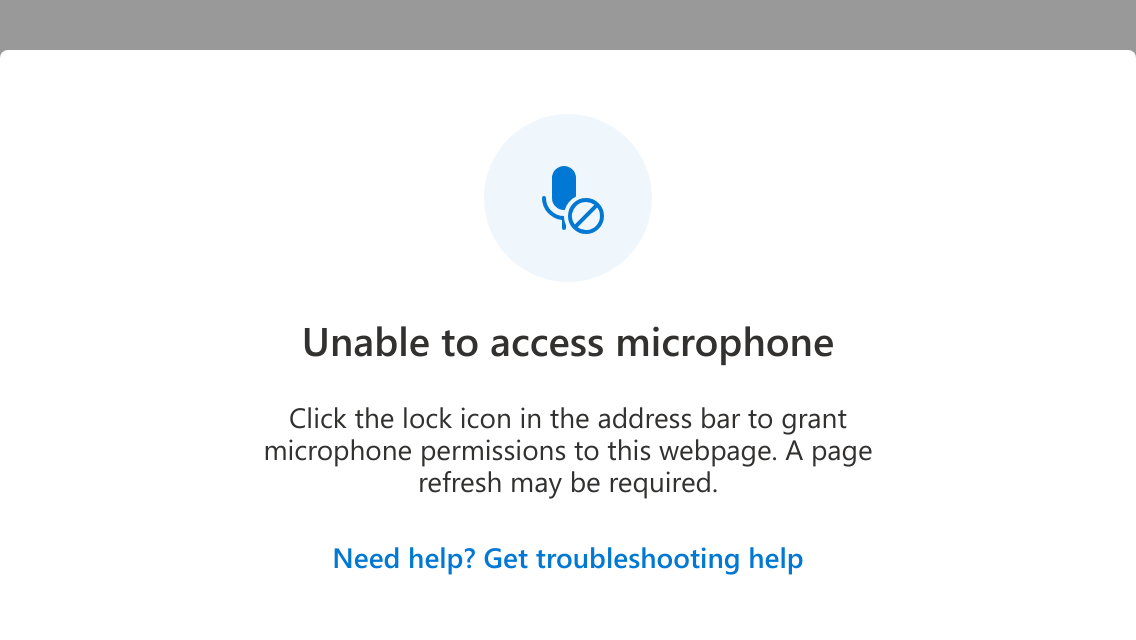 Unable to access microphone
Click the lock icon in the address bar to grant
microphone permissions to this webpage. A page
refresh may be required.
Need help? Get troubleshooting help